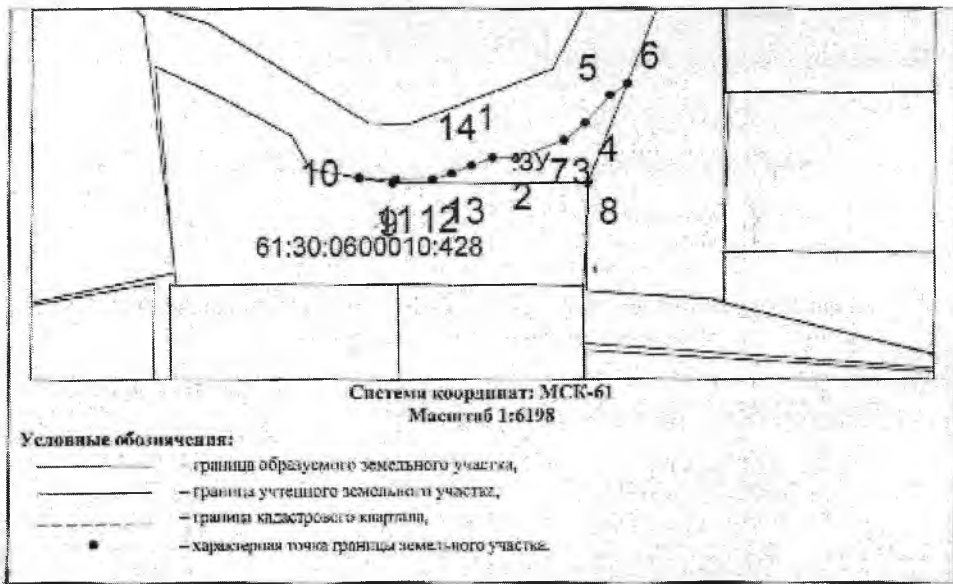 6
5
14 1
4
:ЗУ
7 3
10
2
8
9 11 12 13
61:30:0600010:428
Система координат: МСК-61
Масштаб 1:6198
Условные обозначения:
– граница образуемого земельного участка,
– граница учтенного земельного участка,
– граница кадастрового квартала,
– характерная точка границы земельного участка.